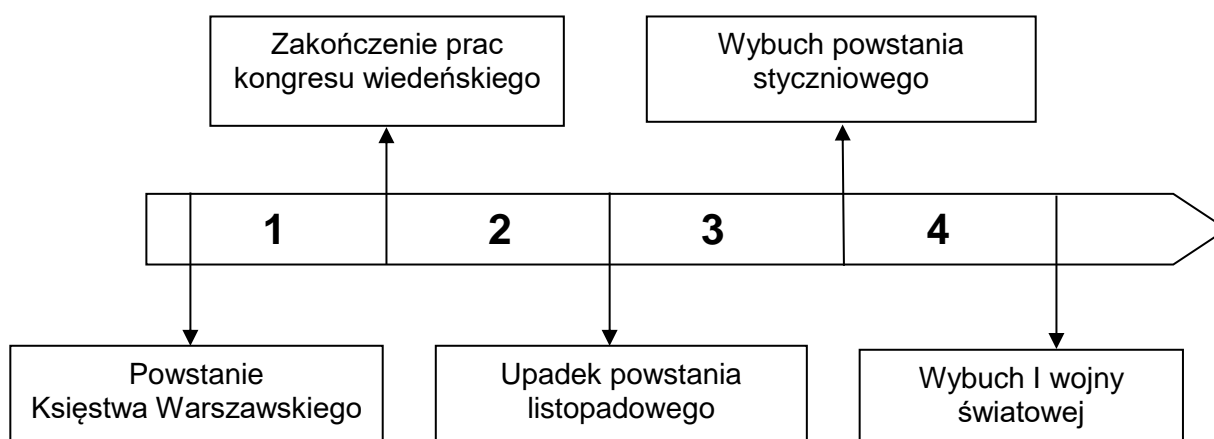 Zakończenie prac
kongresu wiedeńskiego
Wybuch powstania
styczniowego
1
2
3
4
Powstanie
Księstwa Warszawskiego
Upadek powstania
listopadowego
Wybuch I wojny
światowej